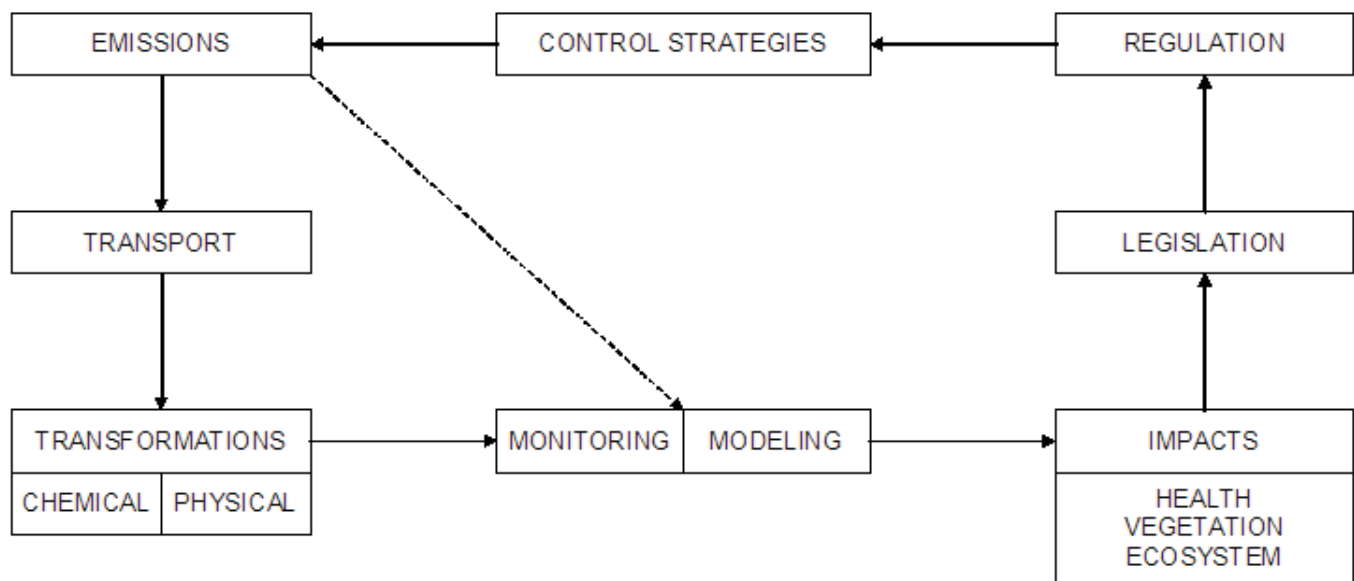 EMISSIONS
CONTROL STRATEGIES
REGULATION
TRANSPORT
LEGISLATION
TRANSFORMATIONS
MONITORING
MODELING
IMPACTS
CHEMICAL
PHYSICAL
HEALTH
VEGETATION
ECOSYSTEM